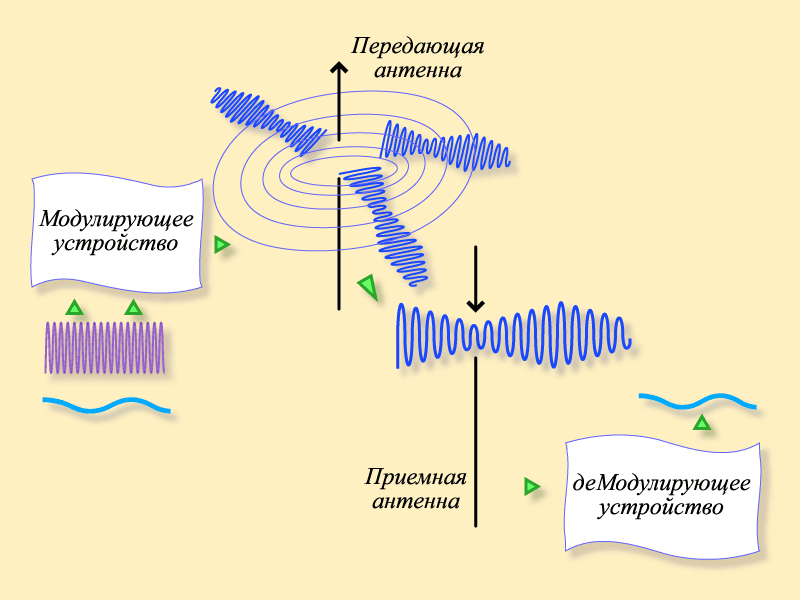 Передающая
антенна
Модулирующее
устройство
Приемная
антенна
деМодулирующее
устройство